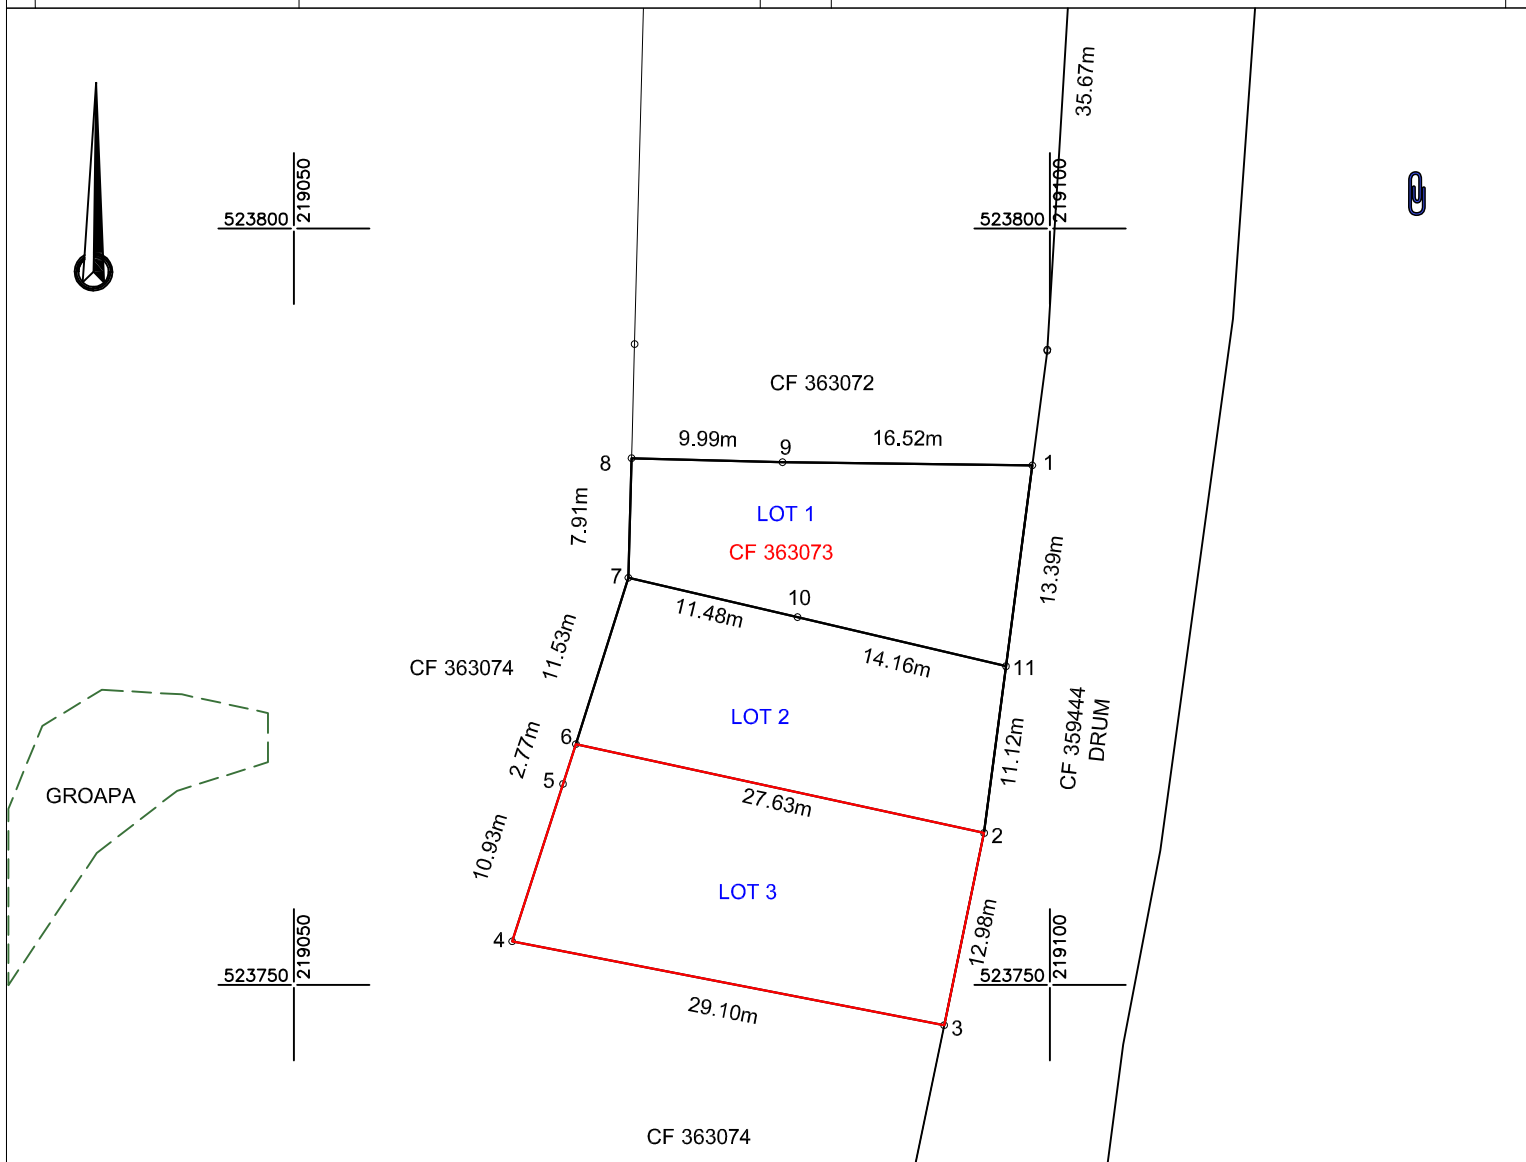 35.67m
219050
523800
219100
523800
CF 363072
9.99m
9
16.52m
8
1
7.91m
LOT 1
CF 363073
13.39m
7
10
11.48m
11.53m
14.16m
11
CF 363074
CF 359444
DRUM
LOT 2
6
2.77m
11.12m
5
GROAPA
27.63m
2
10.93m
LOT 3
12.98m
4
219050
523750
219100
523750
29.10m
3
CF 363074